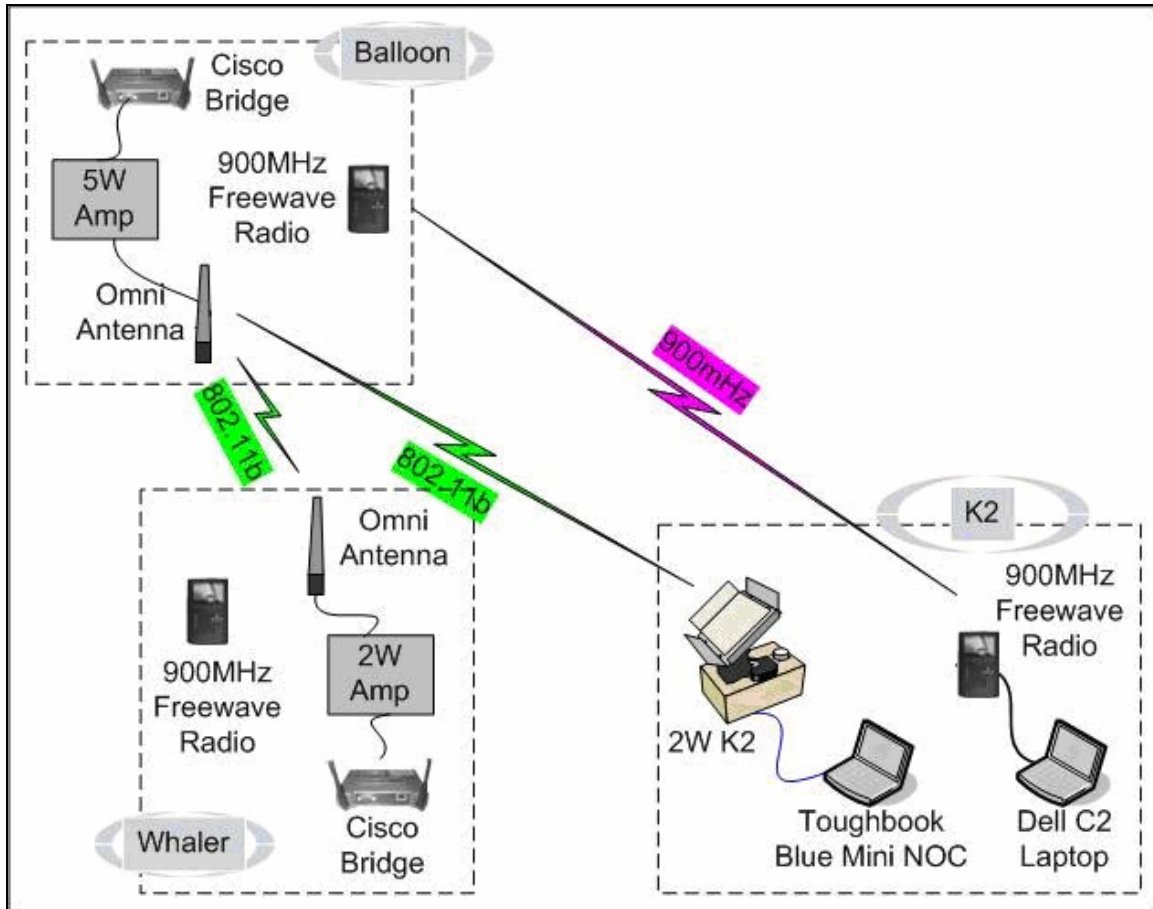 Balloon
Cisco
Bridge
5W
Amp
900MHz
Freewave
Radio
Omni
Antenna
802.11b
802.11b
900mHz
Omni
Antenna
900MHz
Freewave
Radio
2W
Amp
Cisco
Bridge
Whaler
K2
900MHz
Freewave
Radio
2W K2
Toughbook
Blue Mini NOC
Dell C2
Laptop